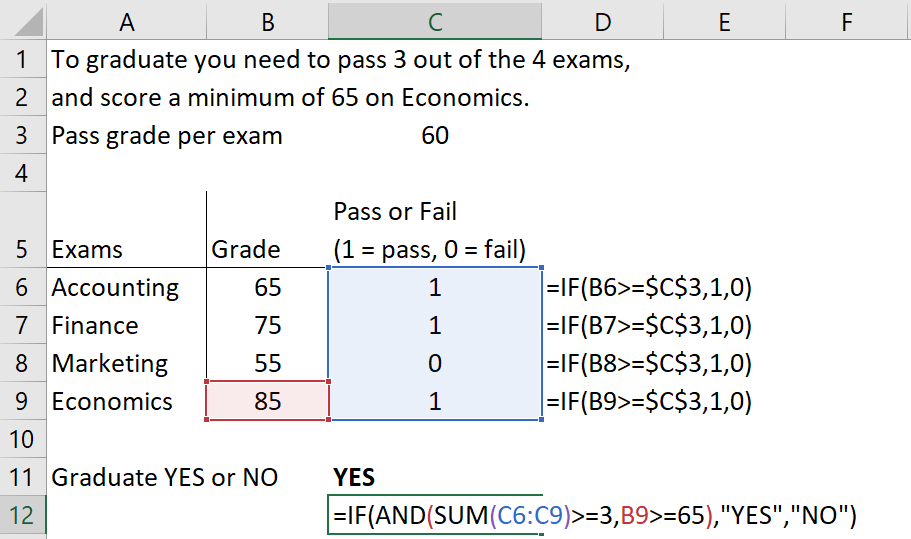 A B C D E F
1 To graduate you need to pass 3 out of the 4 exams,
2 and score a minimum of 65 on Economics.
3 Pass grade per exam 60
4
Pass or Fail
5 Exams Grade (1 = pass, 0 = fail)
6 Accounting 65 1 =IF(B6>=$C$3,1,0)
7 Finance 75 1 =IF(B7>=$C$3,1,0)
8 Marketing 55 0 =IF(B8>=$C$3,1,0)
9 Economics 85 1 =IF(B9>=$C$3,1,0)
10
11 Graduate YES or NO YES
12 =IF(AND(SUM(C6:C9)>=3,B9>=65),"YES","NO")